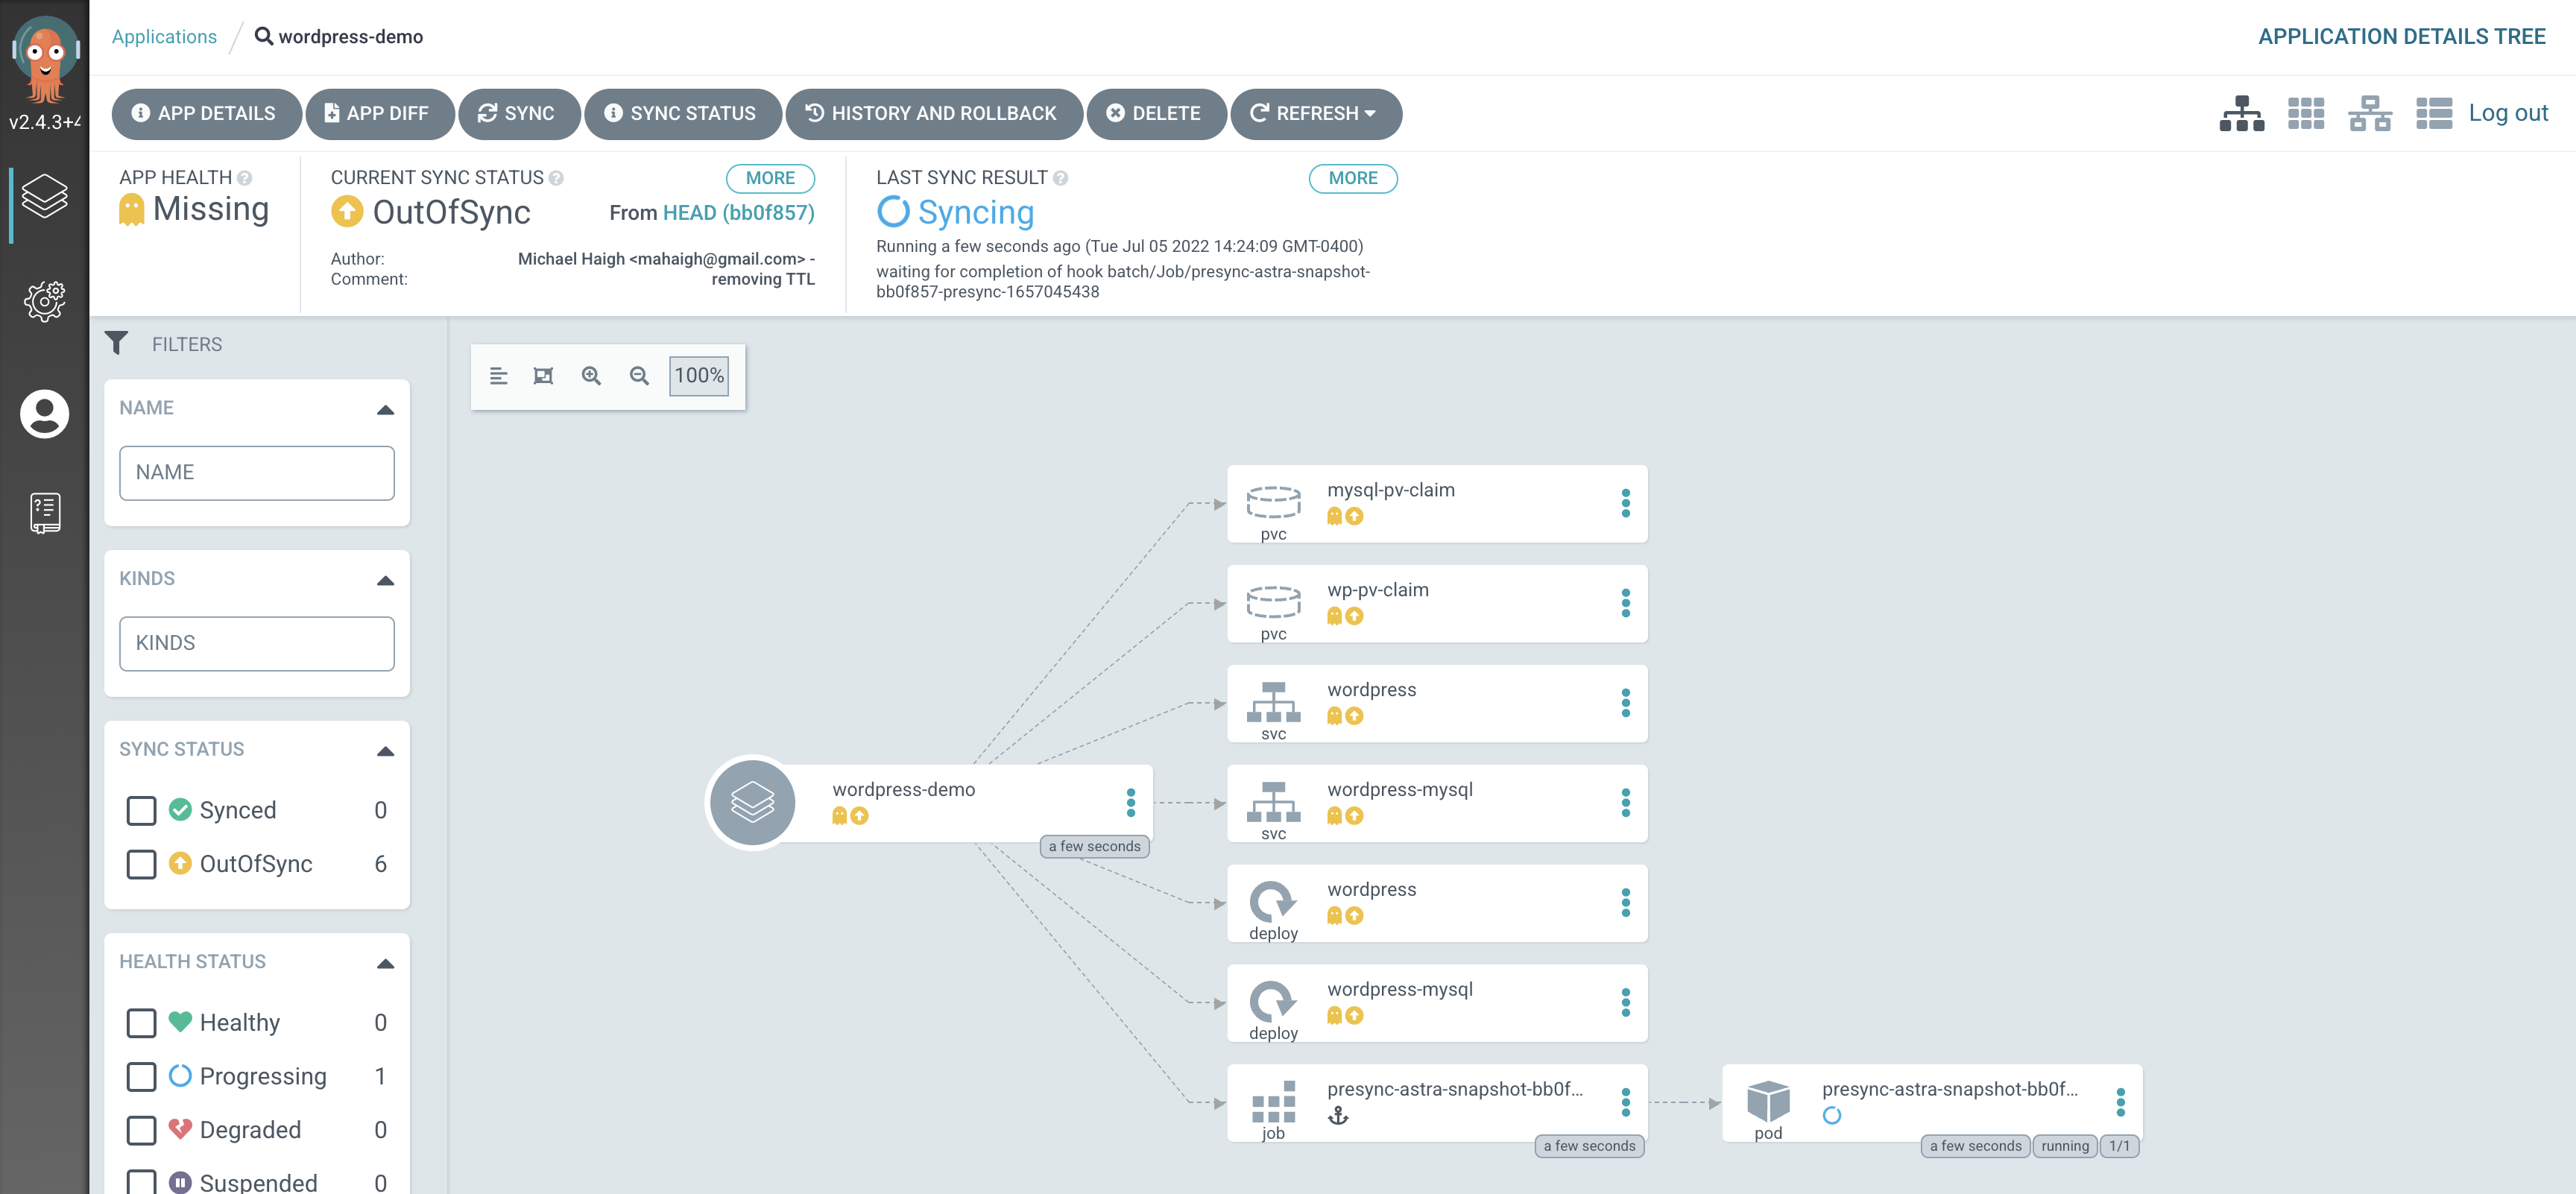 Applications / wordpress-demo
APPLICATION DETAILS TREE
v2.4.3+4
APP DETAILS
APP DIFF
SYNC
SYNC STATUS
HISTORY AND ROLLBACK
DELETE
REFRESH
Log out
APP HEALTH
Missing
CURRENT SYNC STATUS
MORE
OutOfSync
From HEAD (bb0f857)
Author:
Comment:
Michael Haigh <mahaigh@gmail.com> -
removing TTL
LAST SYNC RESULT
MORE
Syncing
Running a few seconds ago (Tue Jul 05 2022 14:24:09 GMT-0400)
waiting for completion of hook batch/Job/presync-astra-snapshot-
bb0f857-presync-1657045438
FILTERS
NAME
NAME
KINDS
KINDS
SYNC STATUS
Synced 0
OutOfSync 6
HEALTH STATUS
Healthy 0
Progressing 1
Degraded 0
Suspended 0
100%
wordpress-demo
a few seconds
mysql-pv-claim
pvc
wp-pv-claim
pvc
wordpress
svc
wordpress-mysql
svc
wordpress
deploy
wordpress-mysql
deploy
presync-astra-snapshot-bb0f...
job
a few seconds
presync-astra-snapshot-bb0f...
pod
a few seconds
running
1/1